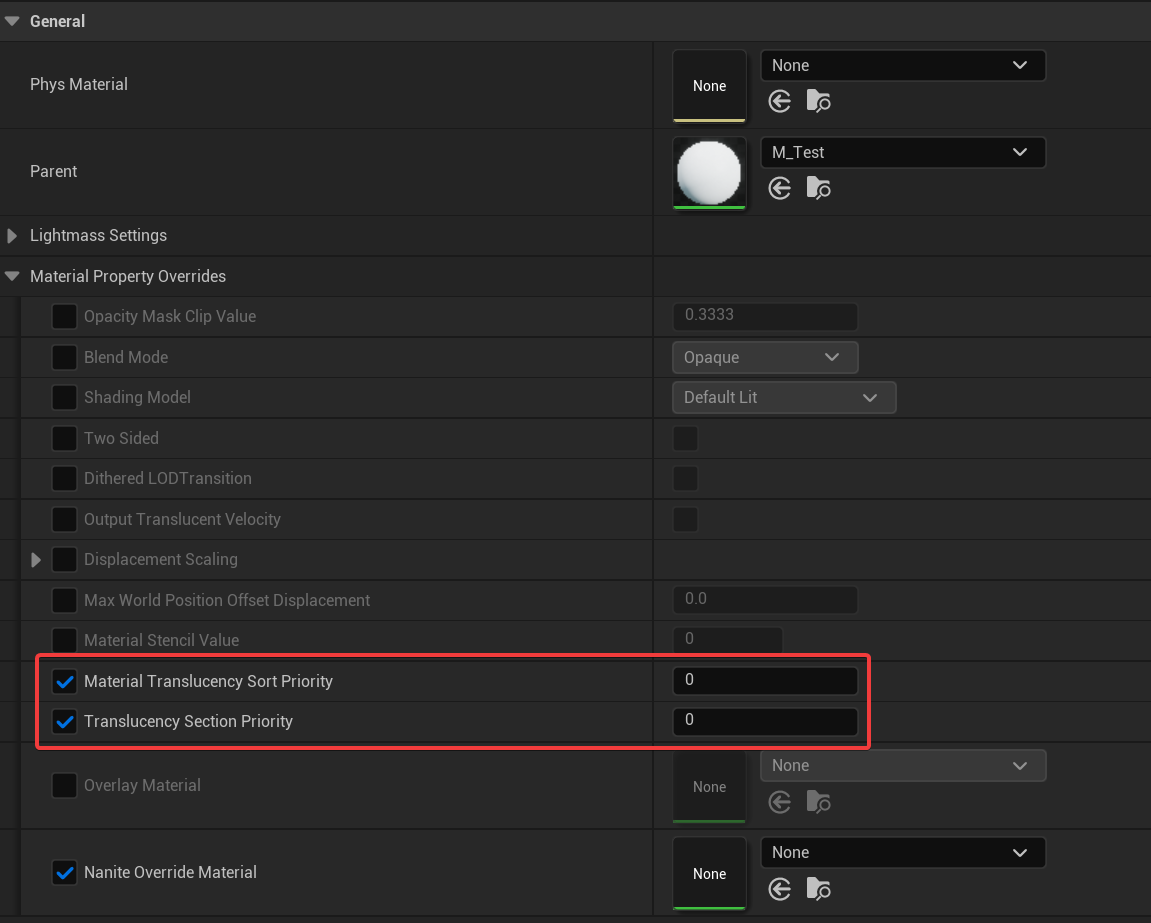 General
Phys Material
None
None
Parent
M_Test
Lightmass Settings
Material Property Overrides
Opacity Mask Clip Value
0.3333
Blend Mode
Opaque
Shading Model
Default Lit
Two Sided
Dithered LODTransition
Output Translucent Velocity
Displacement Scaling
Max World Position Offset Displacement
0.0
Material Stencil Value
0
Material Translucency Sort Priority
0
Translucency Section Priority
0
Overlay Material
None
None
Nanite Override Material
None
None